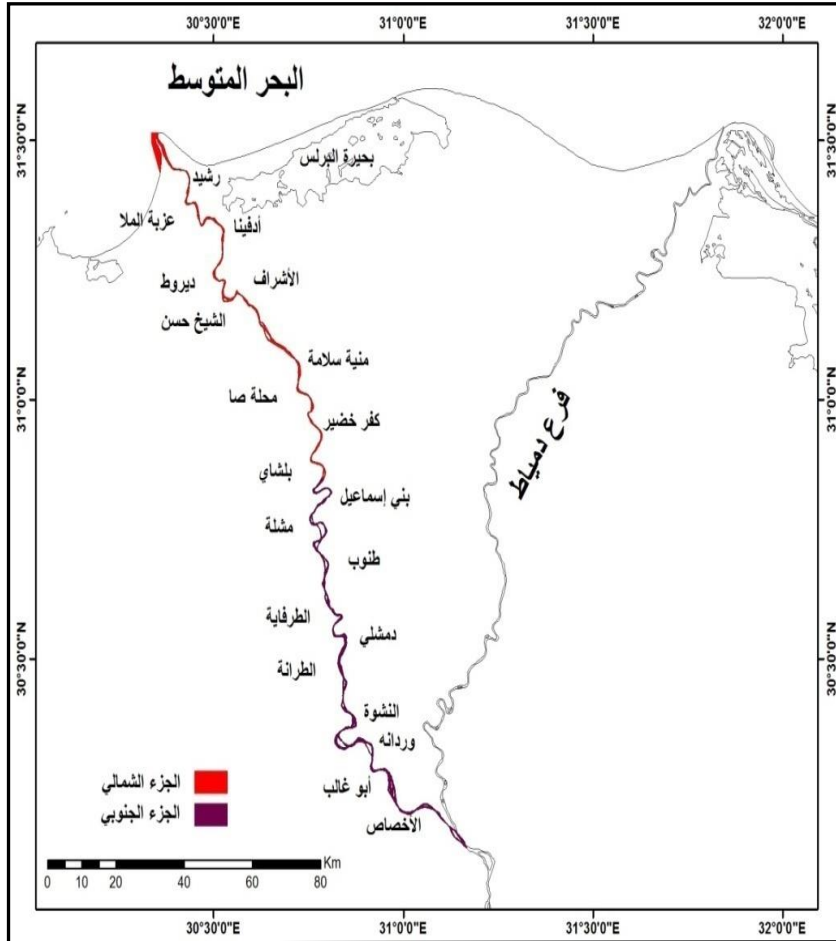 30°30'0"E 31°0'0"E 31°30'0"E 32°0'0"E
البحر المتوسط
31°30'0"N 31°30'0"N
بحيرة البرلس
رشيد
عزبة الملا
أدفينا
الأشراف
ديروط
الشيخ حسن
منية سلامة
31°0'0"N 31°0'0"N
محلة صا
كفر خضير
فرع دمياط
بلشاي
بني إسماعيل
مشلة
طنوب
الطرفاية
دمشلي
30°30'0"N 30°30'0"N
الطرانة
النشوة
وردانه
الجزء الشمالي
أبو غالب
الجزء الجنوبي
الأخصاص
Km
0 10 20 40 60 80
30°30'0"E 31°0'0"E 31°30'0"E 32°0'0"E